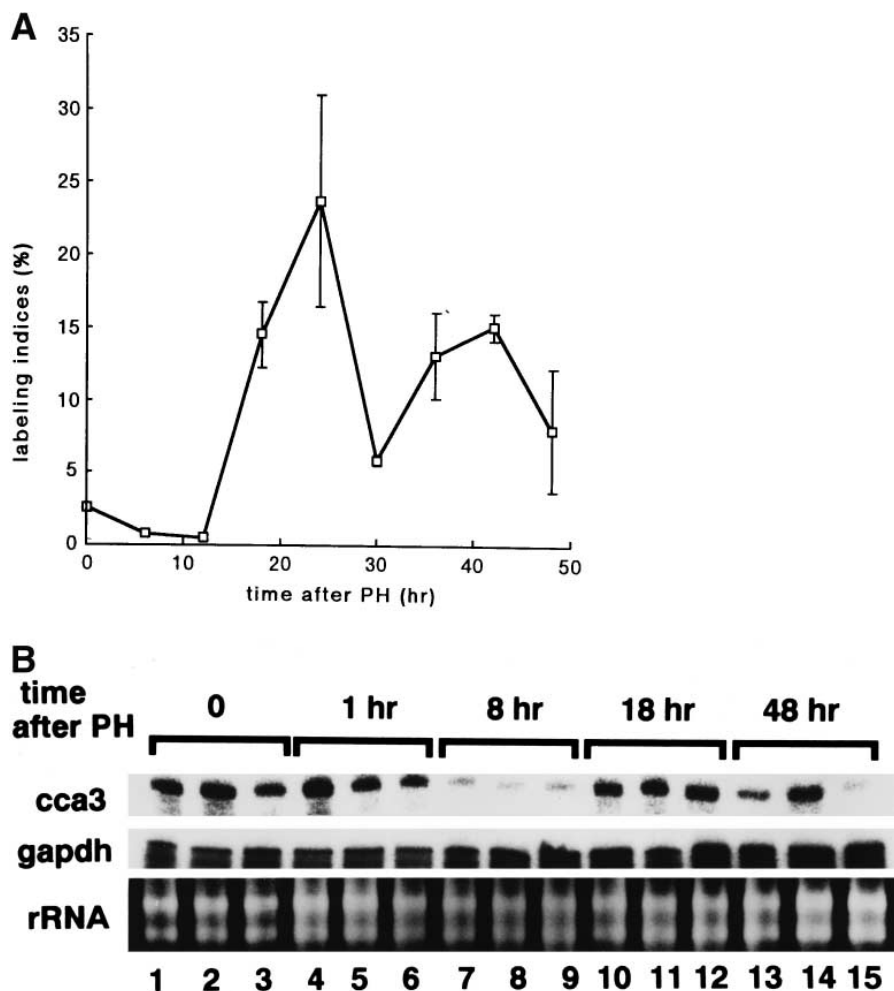 A
35
30
25
20
15
10
5
0
labeling indices (%)
0 10 20 30 40 50
time after PH (hr)
B
time after PH 0 1 hr 8 hr 18 hr 48 hr
cca3
gapdh
rRNA
1 2 3 4 5 6 7 8 9 10 11 12 13 14 15